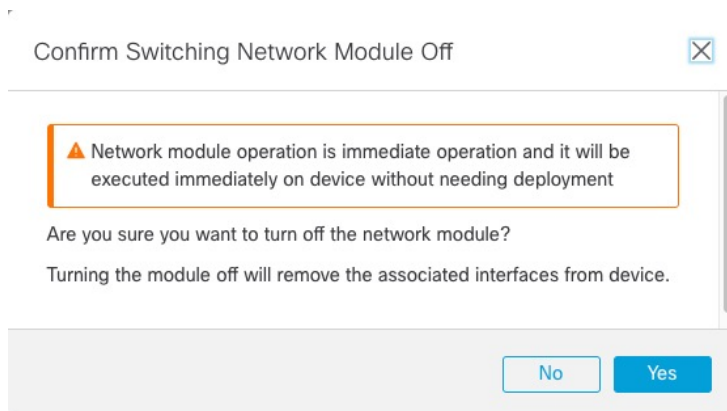 Confirm Switching Network Module Off
Network module operation is immediate operation and it will be
executed immediately on device without needing deployment
Are you sure you want to turn off the network module?
Turning the module off will remove the associated interfaces from device.
No
Yes